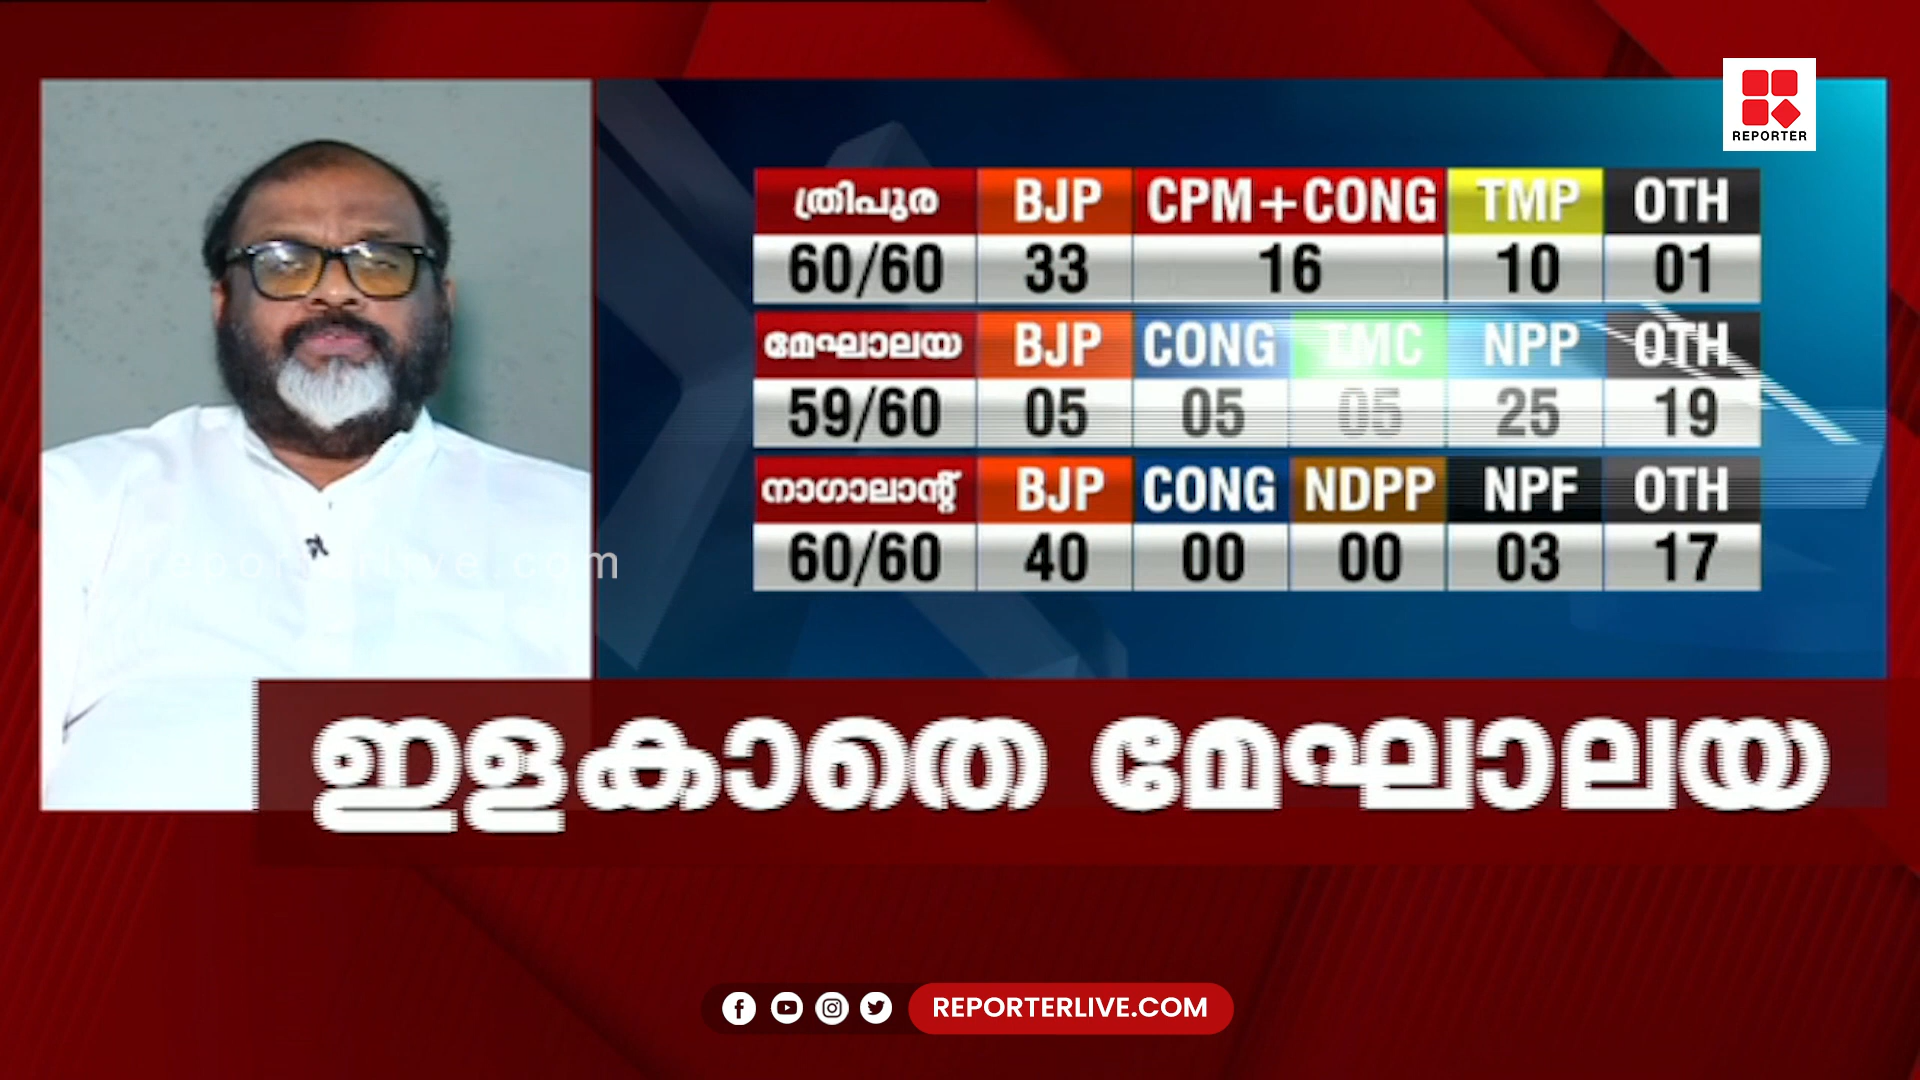 REPORTER
ത്രിപുര BJP CPM+CONG TMP OTH
60/60 33 16 10 01
മേഘാലയ BJP CONG TMC NPP OTH
59/60 05 05 05 25 19
നാഗാലാന്റ് BJP CONG NDPP NPF OTH
60/60 40 00 00 03 17
reporterlive.com
ഇളകാതെ മേഘാലയ
REPORTERLIVE.COM